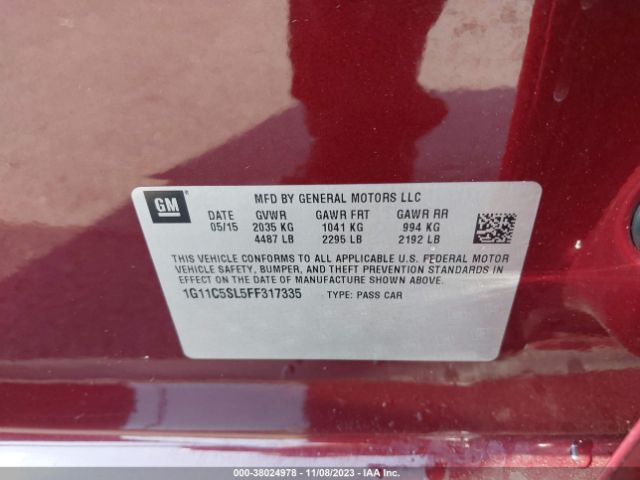 GM
MFD BY GENERAL MOTORS LLC
DATE GVWR GAWR FRT GAWR RR
05/15 2035 KG 1041 KG 994 KG
4487 LB 2295 LB 2192 LB
THIS VEHICLE CONFORMS TO ALL APPLICABLE U.S. FEDERAL MOTOR
VEHICLE SAFETY, BUMPER, AND THEFT PREVENTION STANDARDS IN
EFFECT ON THE DATE OF MANUFACTURE SHOWN ABOVE.
1G11C5SL5FF317335 TYPE: PASS CAR
000-38024978 - 11/08/2023 - IAAI.COM